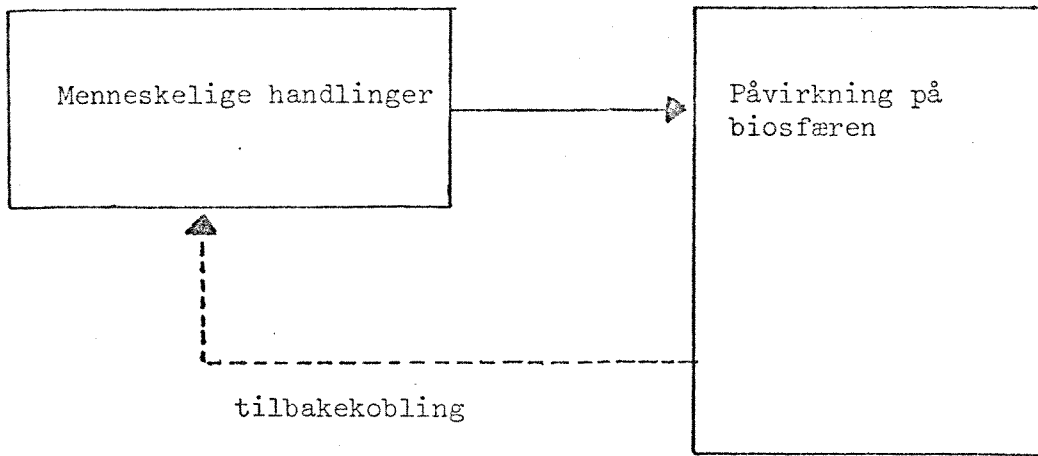 Menneskelige handlinger
Påvirkning på
biosfæren
tilbakekobling